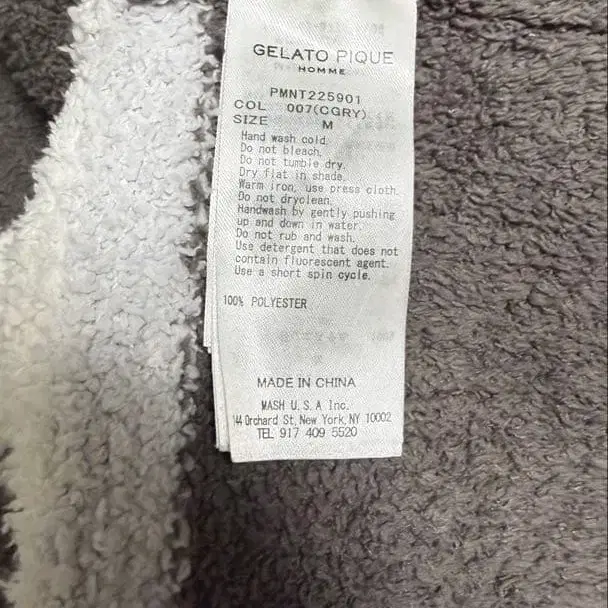 GELATO PIQUE
HOMME
PMNT225901
COL 007(CGRY)
SIZE M
Hand wash cold.
Do not bleach.
Do not tumble dry.
Dry flat in shade.
Warm iron, use press cloth.
Do not dryclean.
Handwash by gently pushing
up and down in water.
Do not rub and wash.
Use detergent that does not
contain fluorescent agent.
Use a short spin cycle.
100% POLYESTER
MADE IN CHINA
MASH U.S.A Inc.
144 Orchard St, New York, NY 10002
TEL 917 409 5520